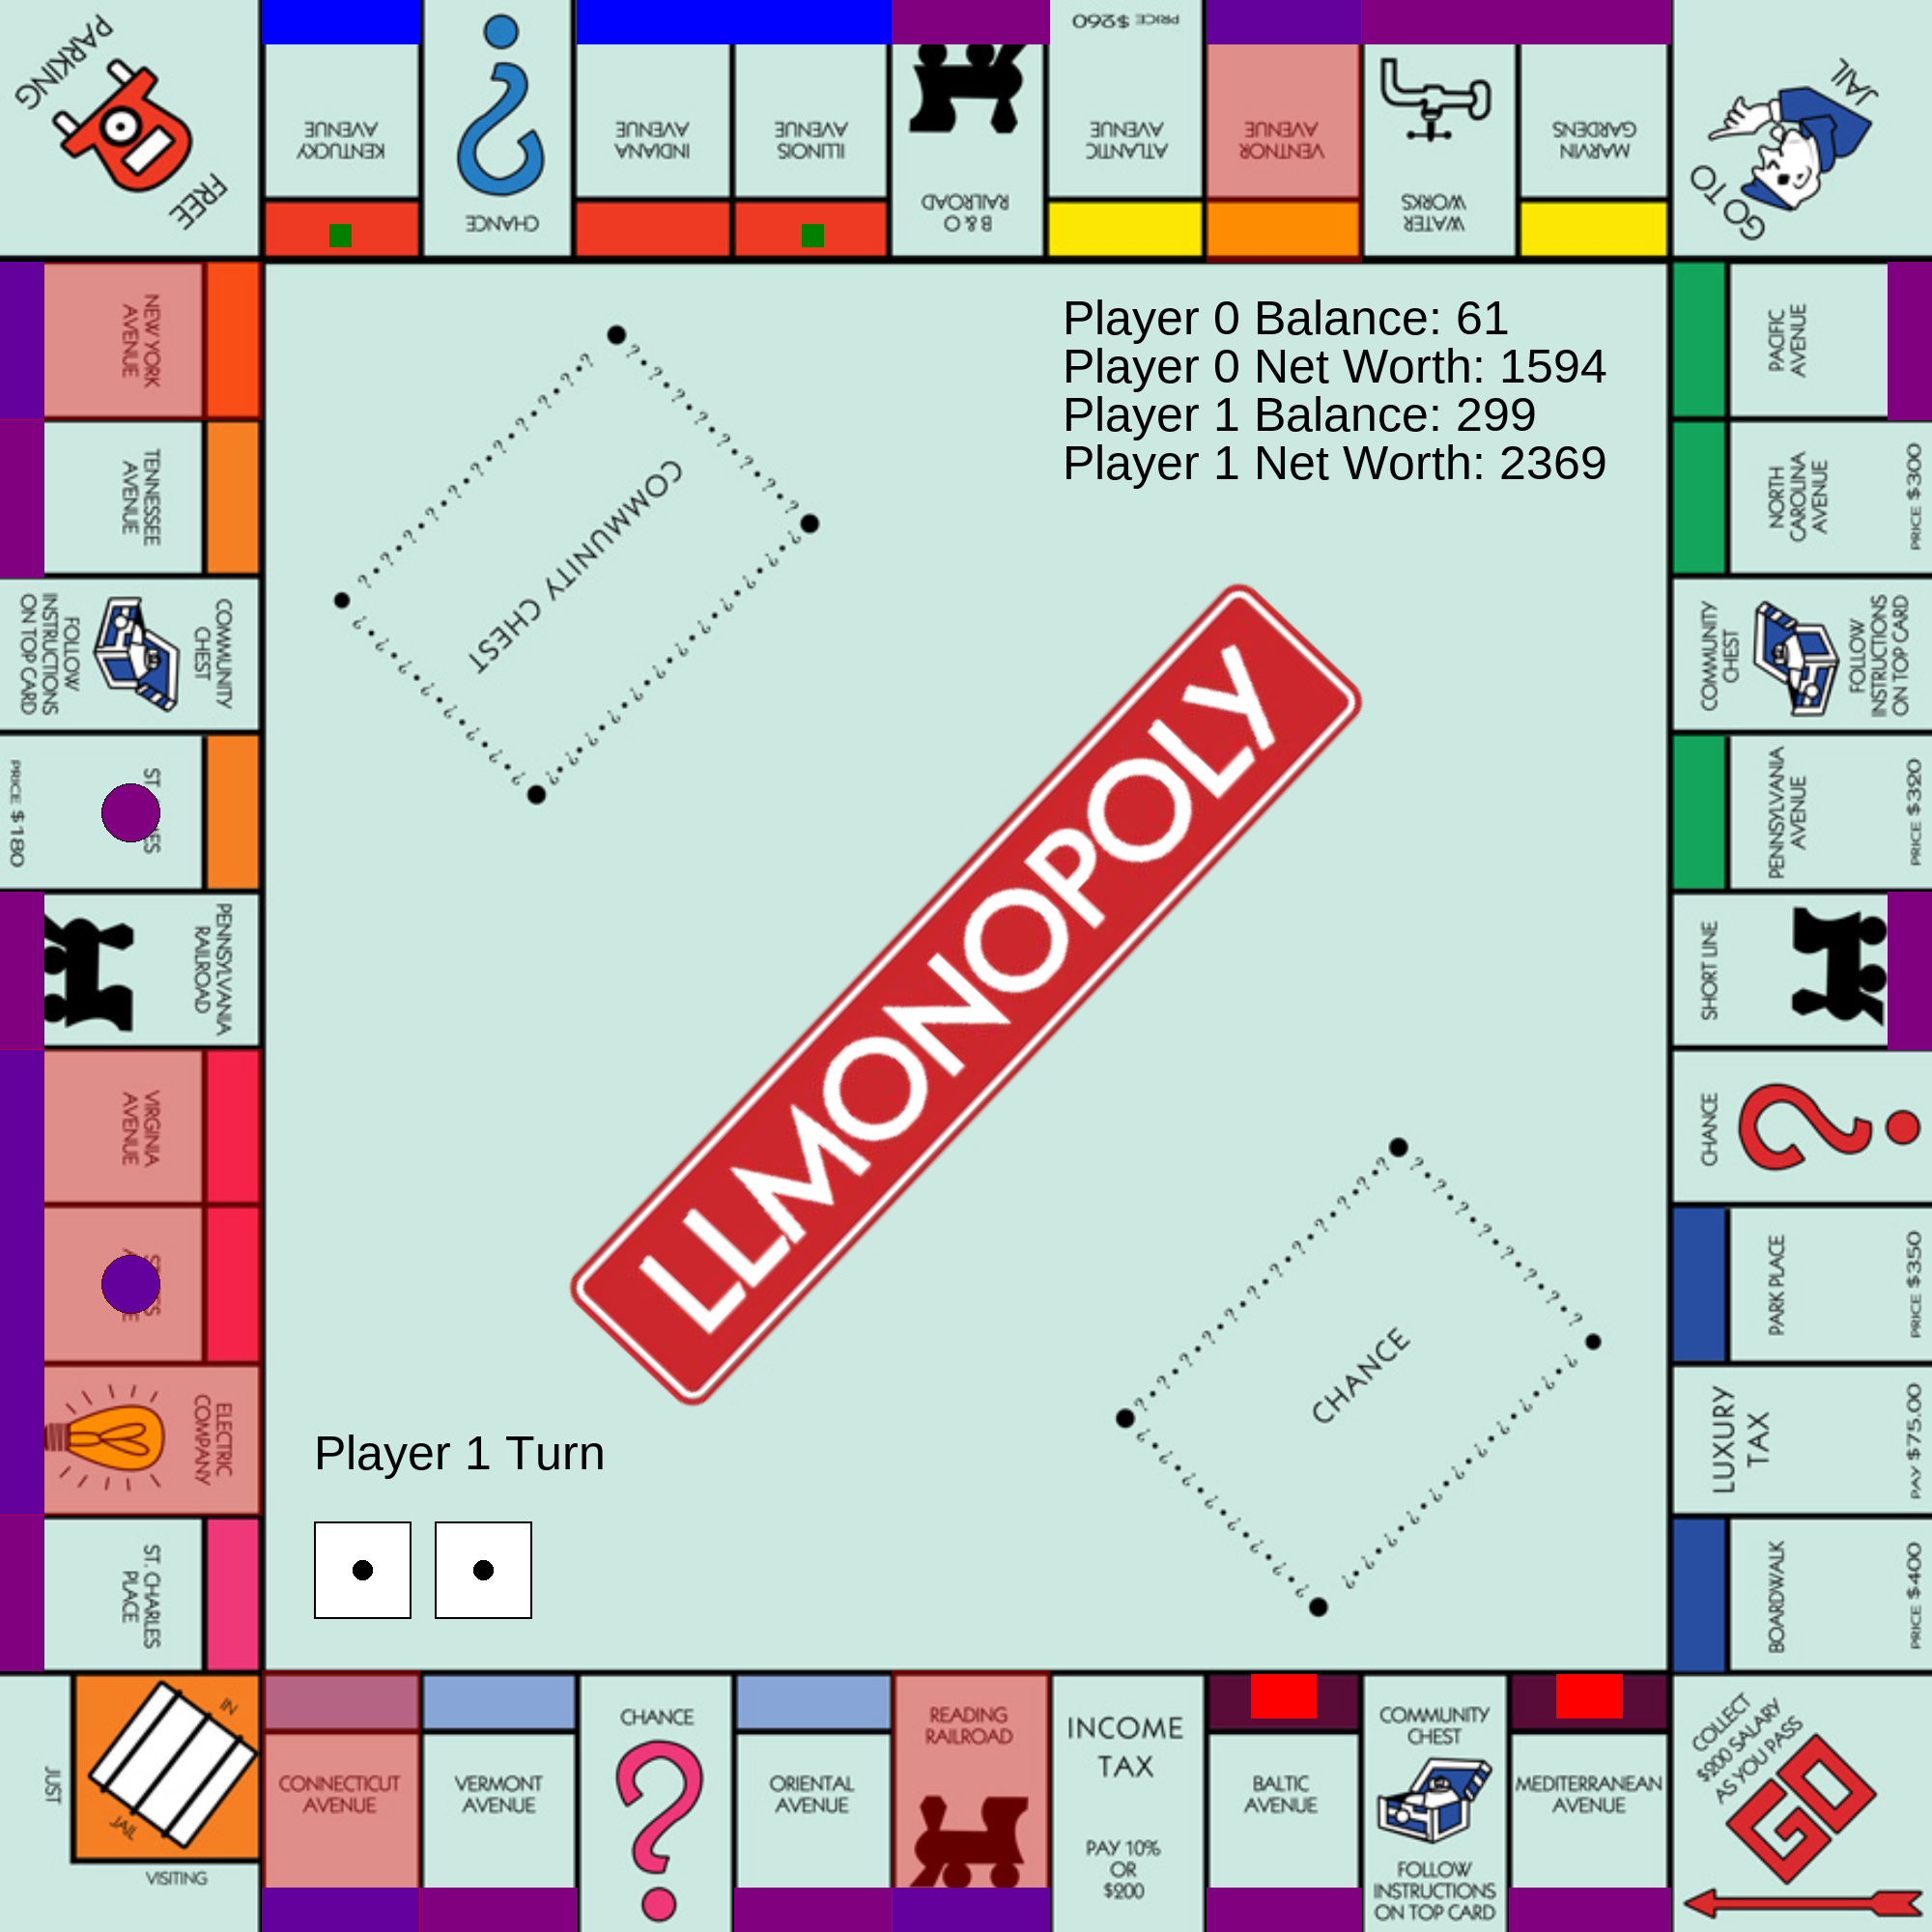 PARKING
FREE
KENTUCKY
AVENUE
CHANCE
INDIANA
AVENUE
ILLINOIS
AVENUE
B & O
RAILROAD
PRICE $260
ATLANTIC
AVENUE
VENTNOR
AVENUE
WATER
WORKS
MARVIN
GARDENS
GO TO
JAIL
NEW YORK
AVENUE
TENNESSEE
AVENUE
COMMUNITY
CHEST
FOLLOW
INSTRUCTIONS
ON TOP CARD
ST
ES
PRICE $180
PENNSYLVANIA
RAILROAD
VIRGINIA
AVENUE
ELECTRIC
COMPANY
ST. CHARLES
PLACE
Player 0 Balance: 61
Player 0 Net Worth: 1594
Player 1 Balance: 299
Player 1 Net Worth: 2369
COMMUNITY CHEST
LLMONOPOLY
CHANCE
Player 1 Turn
PACIFIC
AVENUE
NORTH
CAROLINA
AVENUE
PRICE $300
COMMUNITY
CHEST
FOLLOW
INSTRUCTIONS
ON TOP CARD
PENNSYLVANIA
AVENUE
PRICE $320
SHORT LINE
CHANCE
PARK PLACE
PRICE $350
LUXURY
TAX
PAY $75.00
BOARDWALK
PRICE $400
JUST
VISITING
IN
JAIL
CONNECTICUT
AVENUE
VERMONT
AVENUE
CHANCE
ORIENTAL
AVENUE
READING
RAILROAD
INCOME
TAX
PAY 10%
OR
$200
BALTIC
AVENUE
COMMUNITY
CHEST
FOLLOW
INSTRUCTIONS
ON TOP CARD
MEDITERRANEAN
AVENUE
COLLECT
$200 SALARY
AS YOU PASS
GO